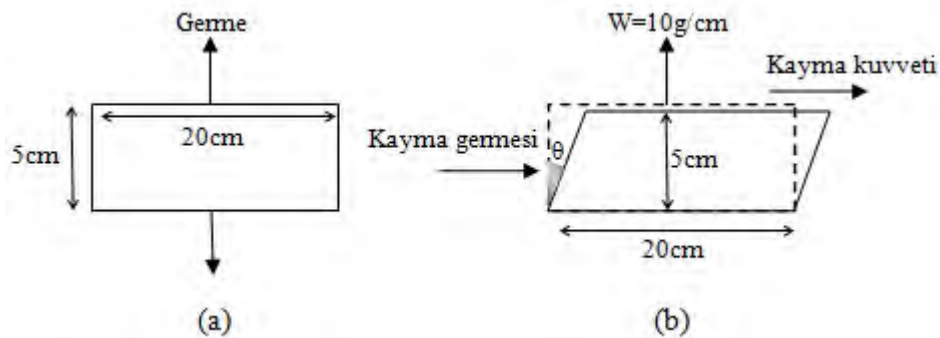 Germe
5cm
20cm
(a)
W=10g/cm
Kayma kuvveti
Kayma germesi
θ
5cm
20cm
(b)